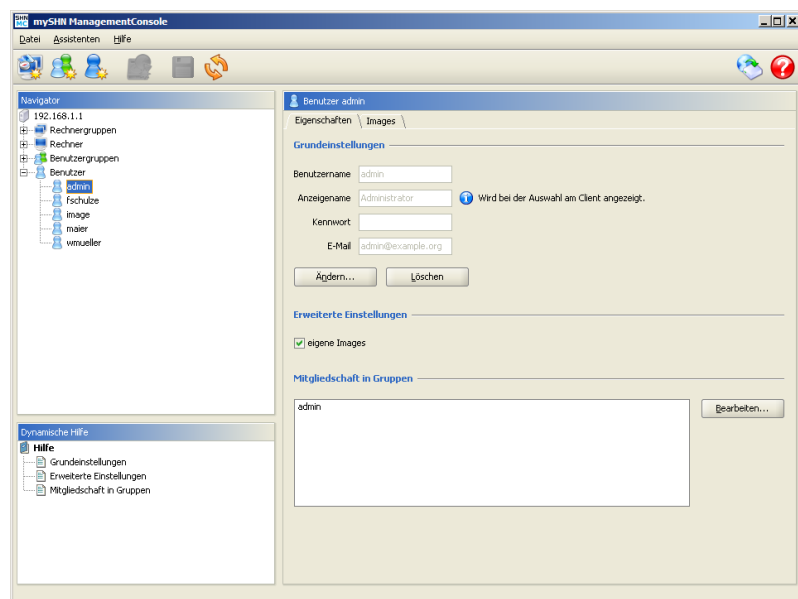 SHN
MC
mySHN ManagementConsole
Datei Assistenten Hilfe
Navigator
192.168.1.1
Rechnergruppen
Rechner
Benutzergruppen
Benutzer
admin
fschulze
image
maier
wmueller
Dynamische Hilfe
Hilfe
Grundeinstellungen
Erweiterte Einstellungen
Mitgliedschaft in Gruppen
Benutzer admin
Eigenschaften Images
Grundeinstellungen
Benutzername admin
Anzeigename Administrator Wird bei der Auswahl am Client angezeigt.
Kennwort
E-Mail admin@example.org
Ändern... Löschen
Erweiterte Einstellungen
eigene Images
Mitgliedschaft in Gruppen
admin
Bearbeiten...